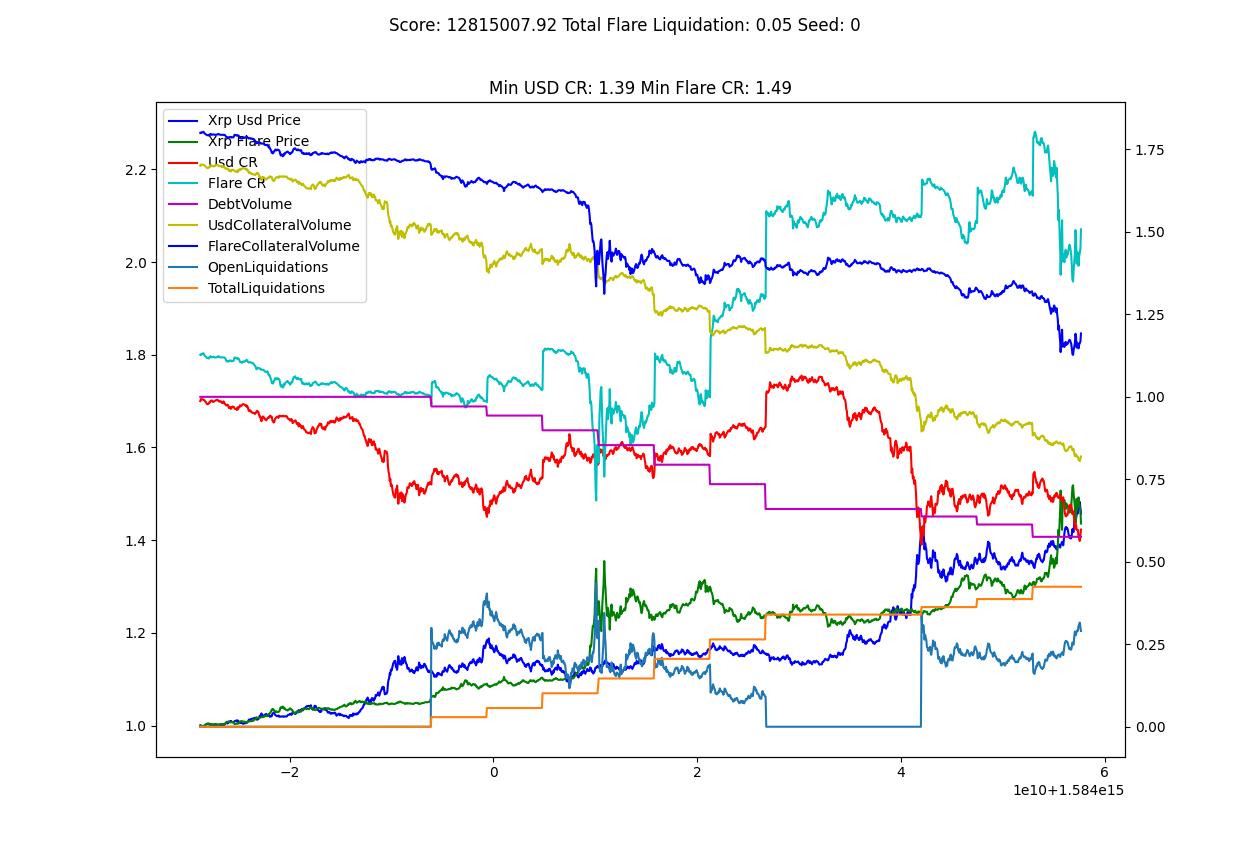 Score: 12815007.92 Total Flare Liquidation: 0.05 Seed: 0
Min USD CR: 1.39 Min Flare CR: 1.49
Xrp Usd Price
Xrp Flare Price
Usd CR
Flare CR
DebtVolume
UsdCollateralVolume
FlareCollateralVolume
OpenLiquidations
TotalLiquidations
2.2
2.0
1.8
1.6
1.4
1.2
1.0
1.75
1.50
1.25
1.00
0.75
0.50
0.25
0.00
−2 0 2 4 6
1e10+1.584e15